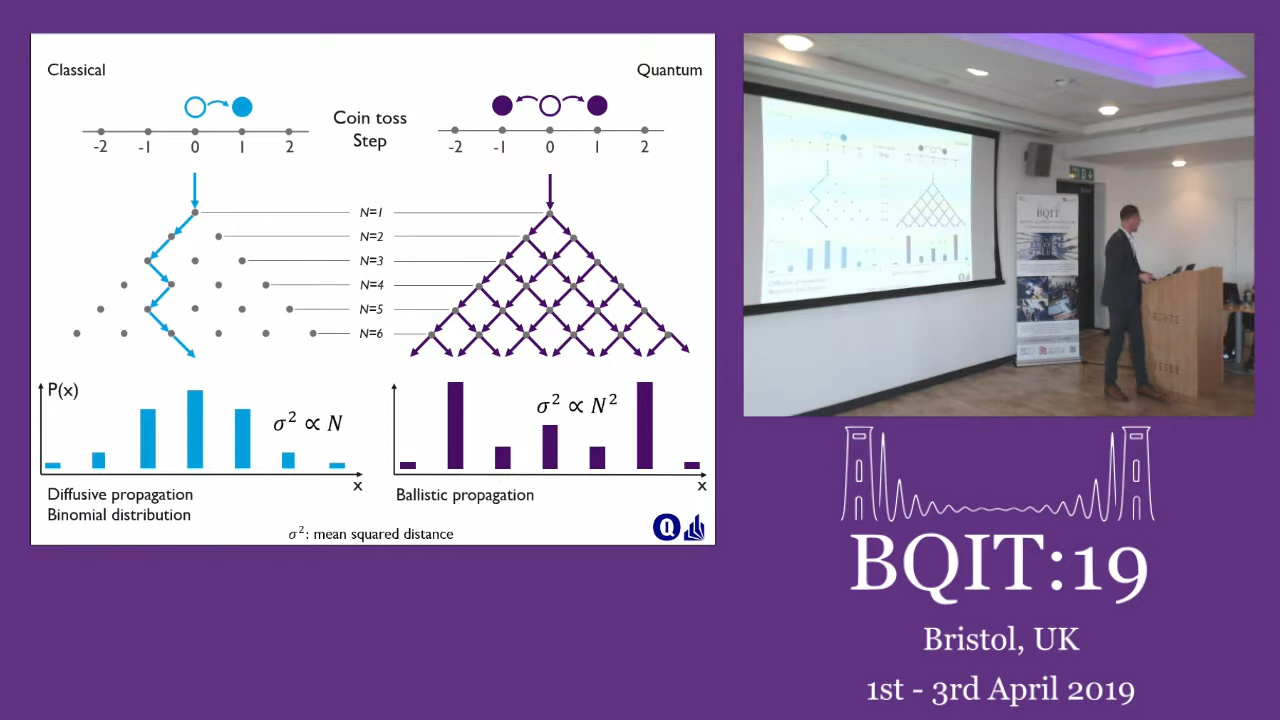 Classical
Quantum
Coin toss
Step
-2 -1 0 1 2
-2 -1 0 1 2
N=1
N=2
N=3
N=4
N=5
N=6
P(x)
σ² ∝ N
σ² ∝ N²
x
x
Diffusive propagation
Binomial distribution
Ballistic propagation
σ²: mean squared distance
Q
BQIT
BQIT:19
Bristol, UK
1st - 3rd April 2019